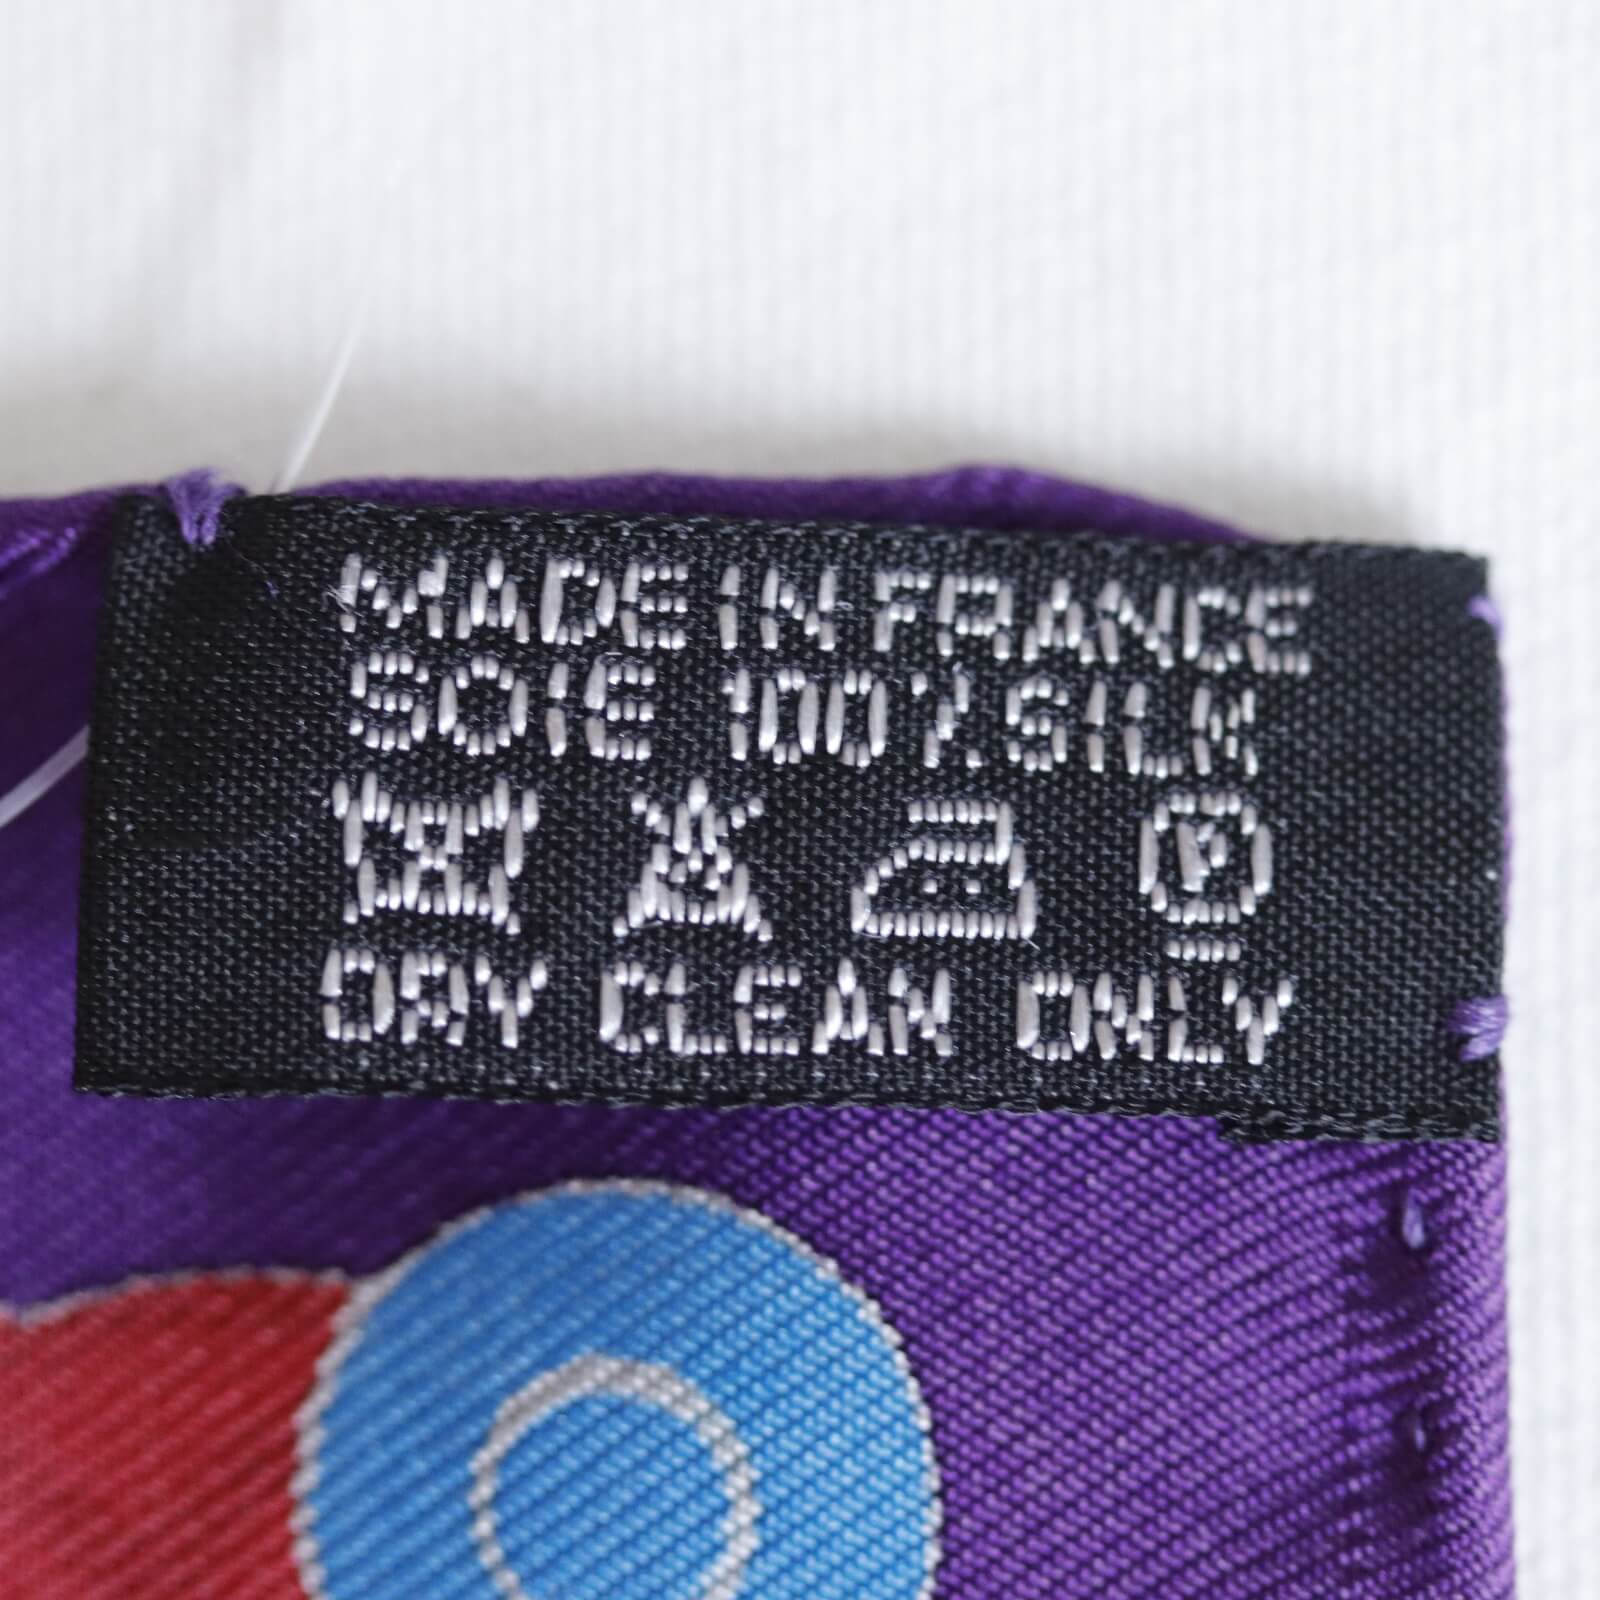 MADE IN FRANCE
SOIE 100% SILK
P
DRY CLEAN ONLY